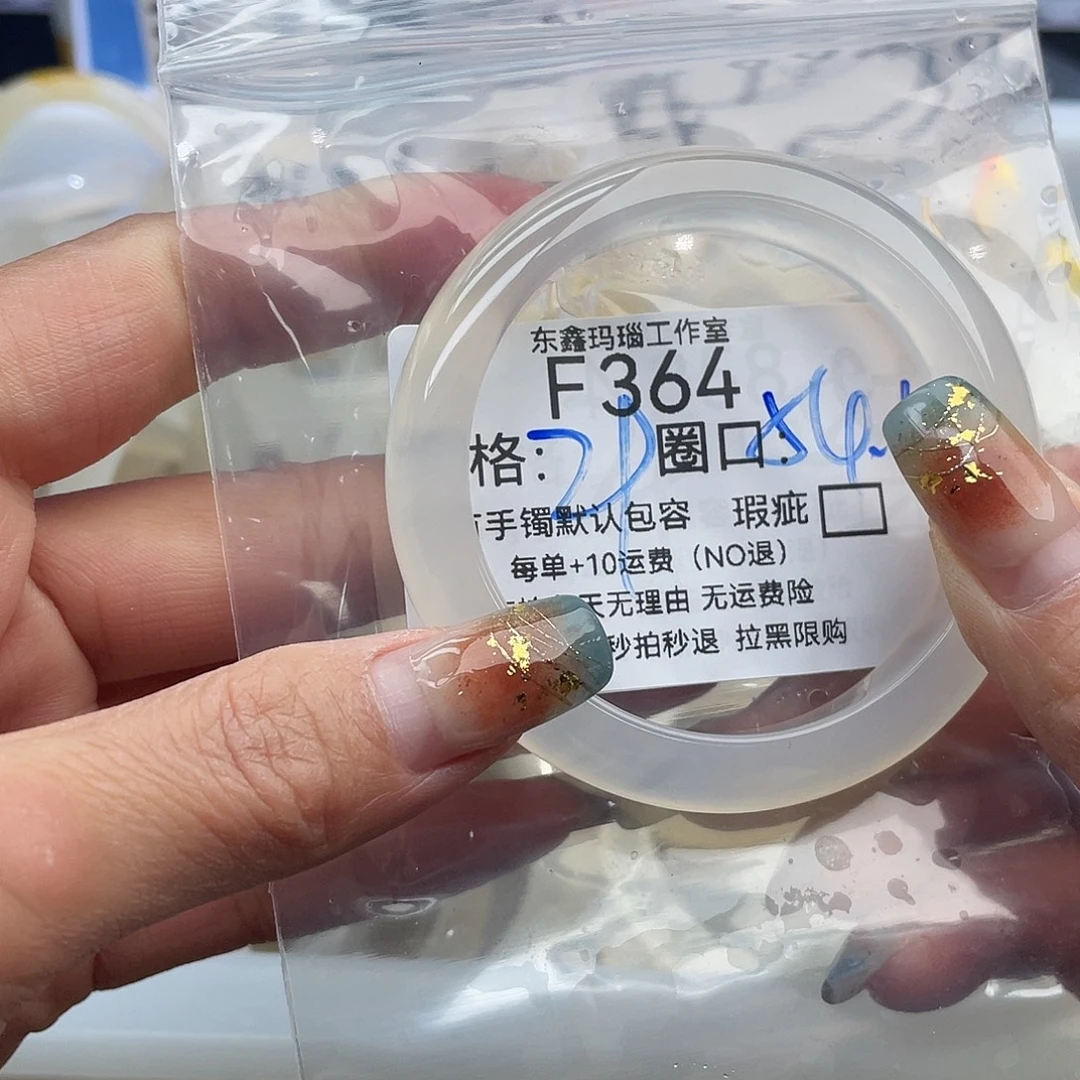 东鑫玛瑙工作室
F364
格: 圈口: 56.
手镯默认包容 瑕疵
每单+10运费（NO退）
天无理由 无运费险
秒拍秒退 拉黑限购